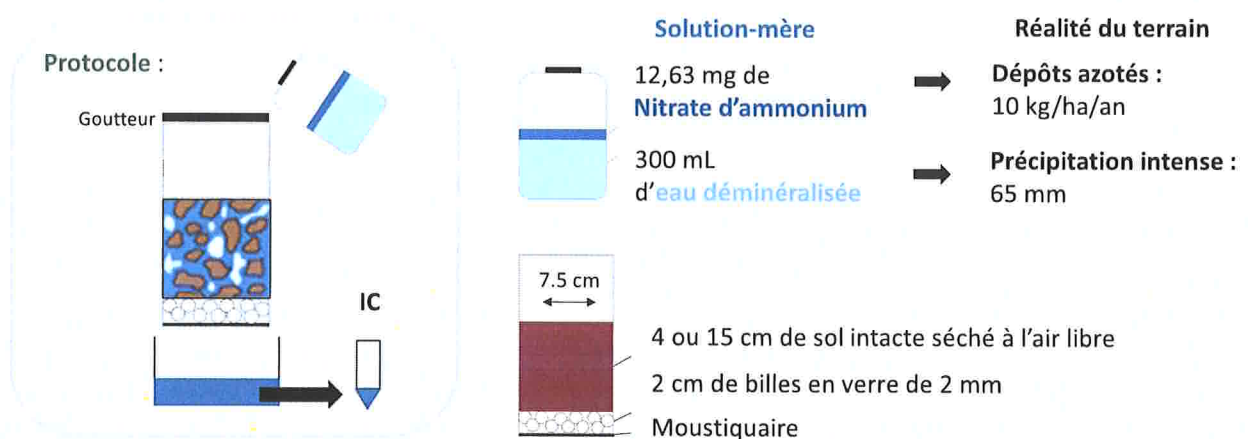 Protocole :
Goutteur
IC
Solution-mère
12,63 mg de
Nitrate d'ammonium
300 mL
d'eau déminéralisée
Réalité du terrain
Dépôts azotés :
10 kg/ha/an
Précipitation intense :
65 mm
7.5 cm
4 ou 15 cm de sol intacte séché à l'air libre
2 cm de billes en verre de 2 mm
Moustiquaire